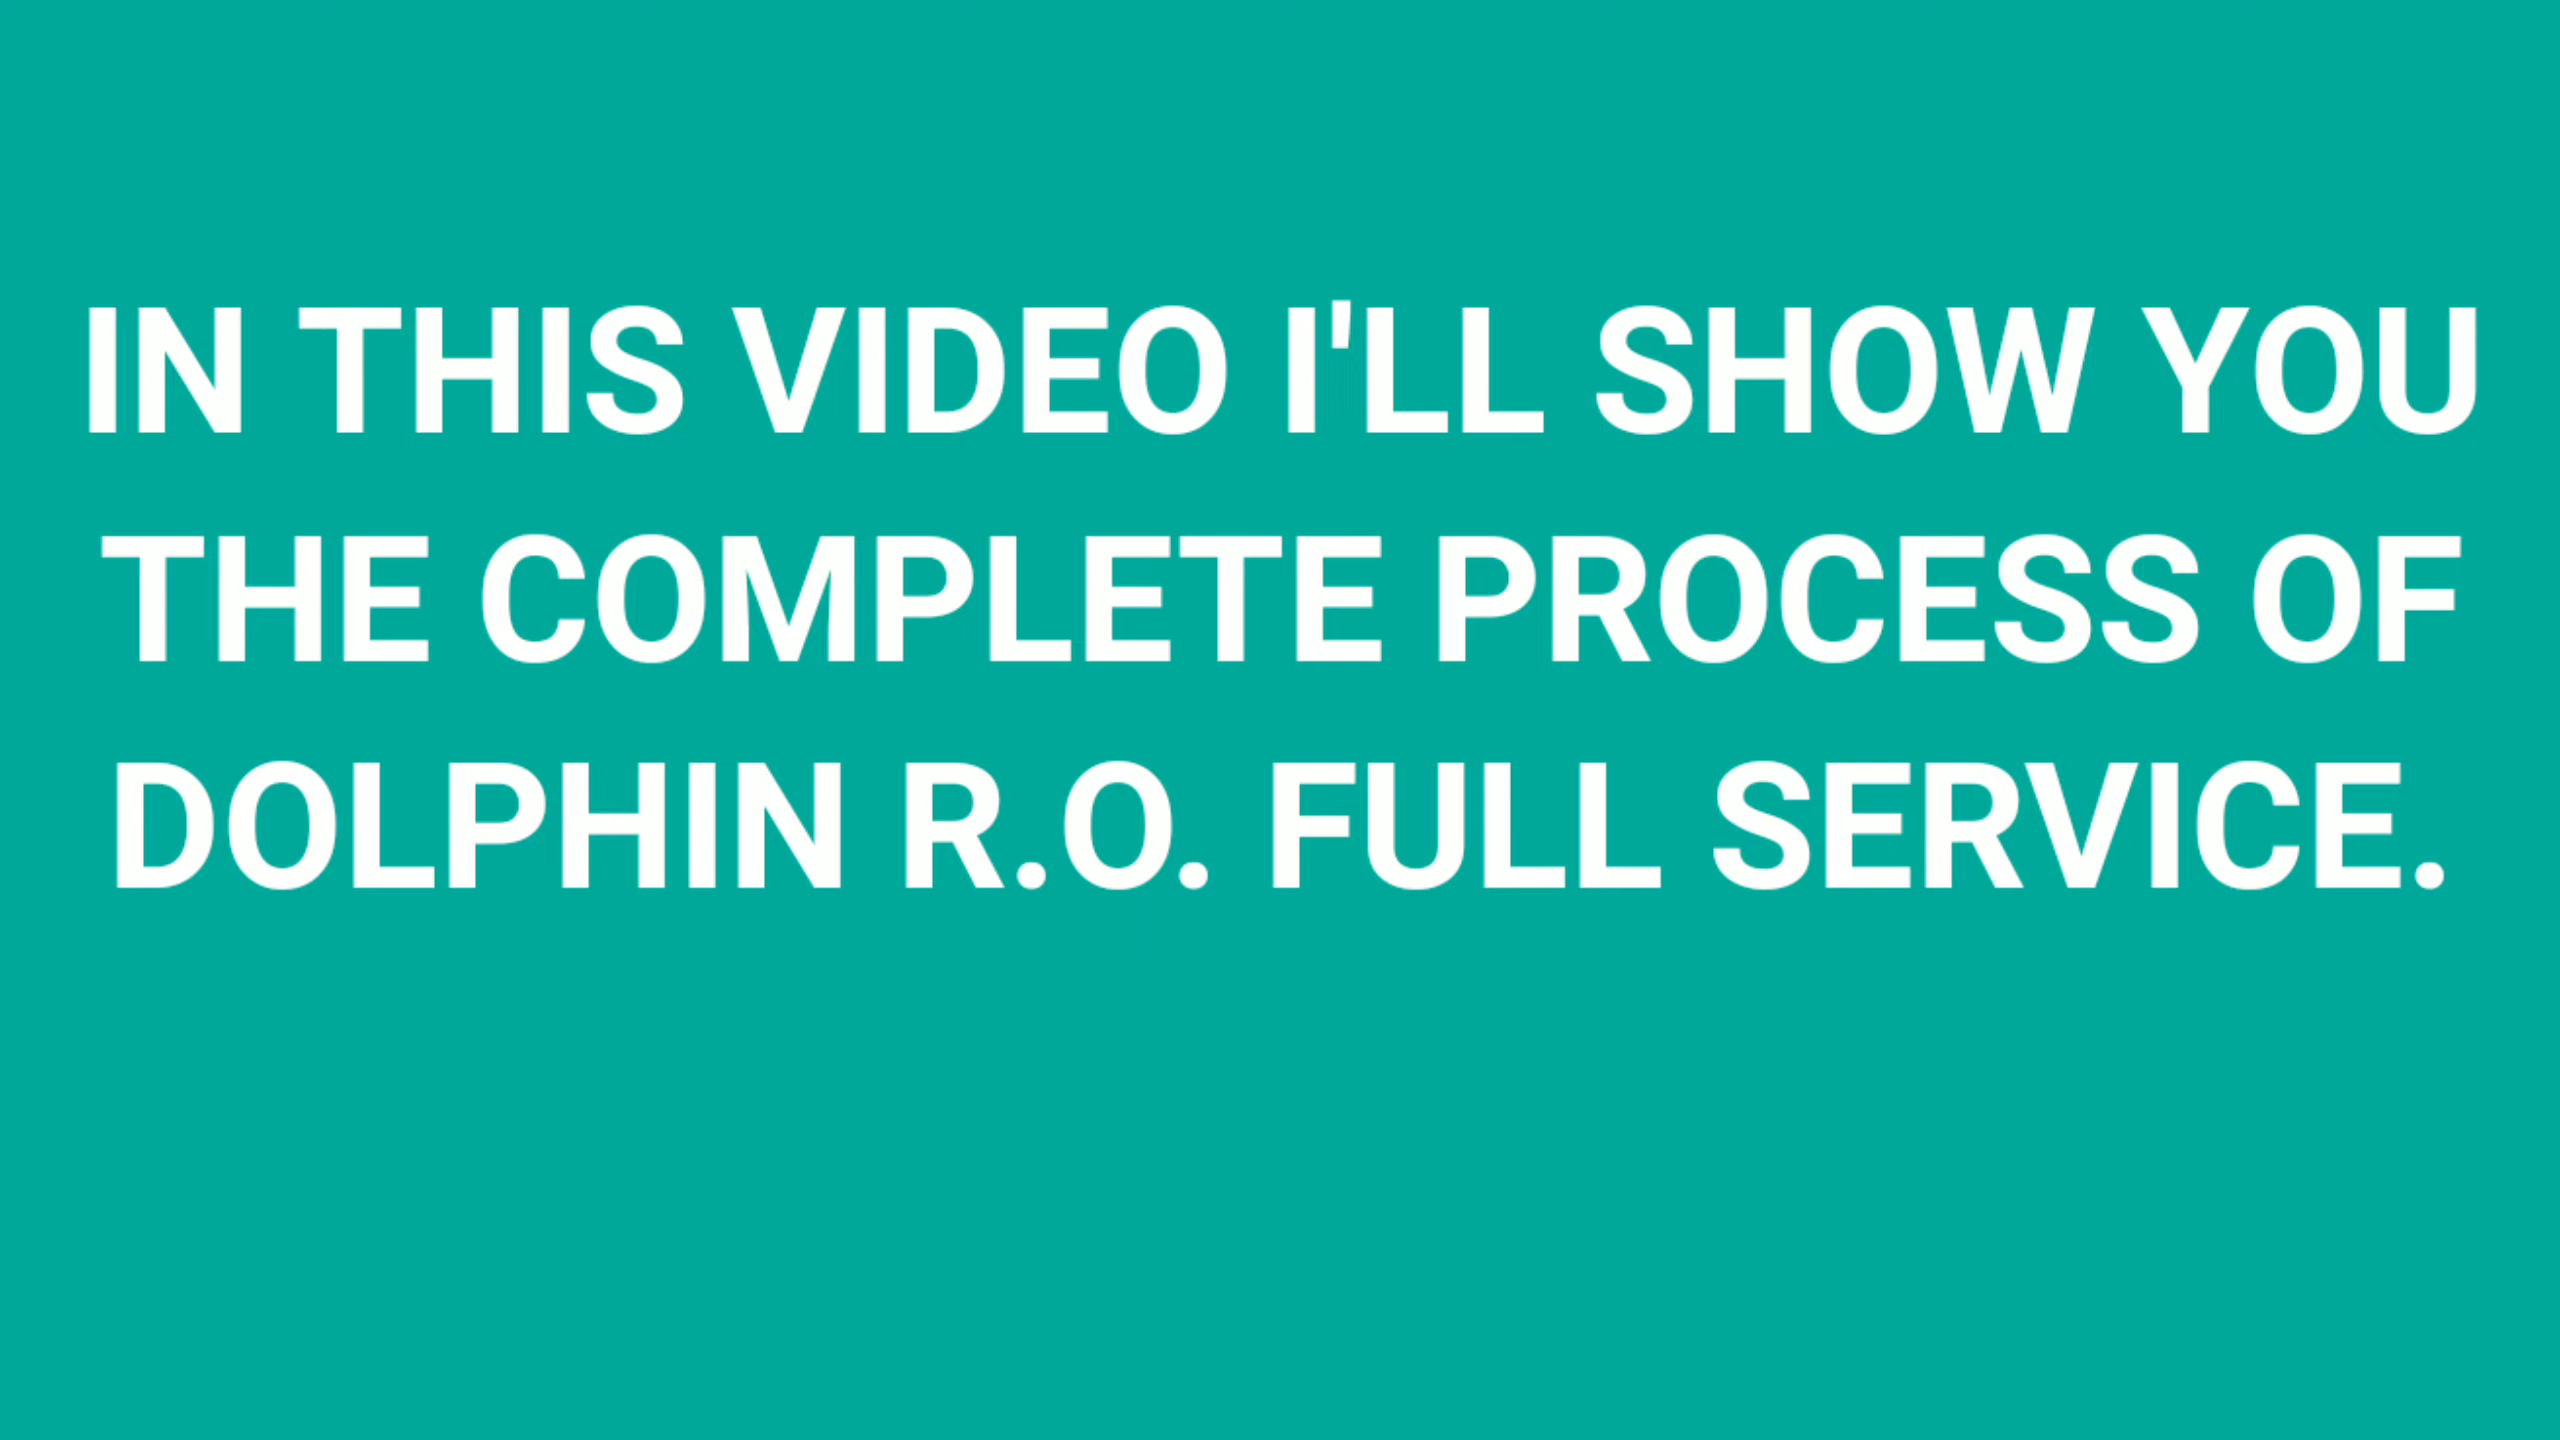 IN THIS VIDEO I'LL SHOW YOU
THE COMPLETE PROCESS OF
DOLPHIN R.O. FULL SERVICE.